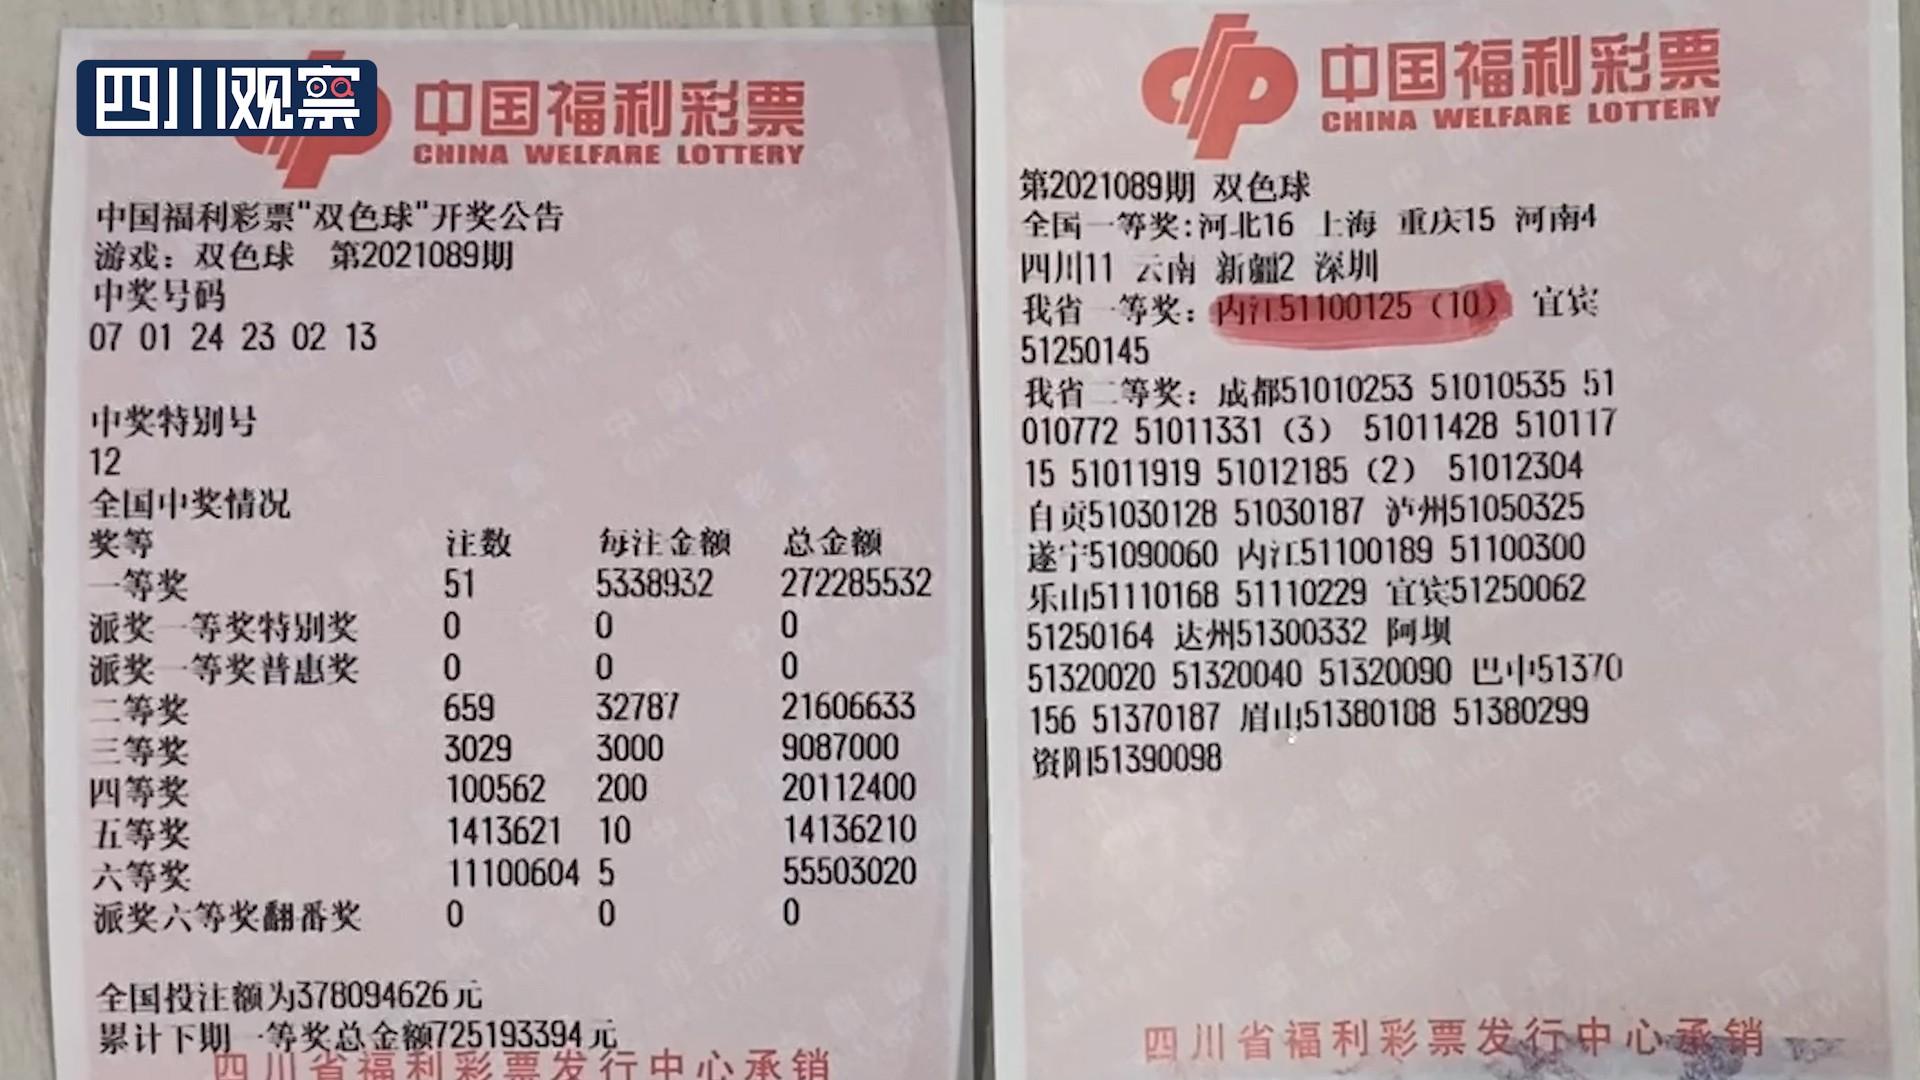 四川观察
中国福利彩票
CHINA WELFARE LOTTERY
中国福利彩票"双色球"开奖公告
游戏：双色球 第2021089期
中奖号码
07 01 24 23 02 13
中奖特别号
12
全国中奖情况
奖等 注数 每注金额 总金额
一等奖 51 5338932 272285532
派奖一等奖特别奖 0 0 0
派奖一等奖普惠奖 0 0 0
二等奖 659 32787 21606633
三等奖 3029 3000 9087000
四等奖 100562 200 20112400
五等奖 1413621 10 14136210
六等奖 11100604 5 55503020
派奖六等奖翻番奖 0 0 0
全国投注额为378094626元
累计下期一等奖总金额725193394元
四川省福利彩票发行中心承销
中国福利彩票
CHINA WELFARE LOTTERY
第2021089期 双色球
全国一等奖:河北16 上海 重庆15 河南4
四川11 云南 新疆2 深圳
我省一等奖：内江51100125（10） 宜宾
51250145
我省二等奖：成都51010253 51010535 51
010772 51011331（3） 51011428 510117
15 51011919 51012185（2） 51012304
自贡51030128 51030187 泸州51050325
遂宁51090060 内江51100189 51100300
乐山51110168 51110229 宜宾51250062
51250164 达州51300332 阿坝
51320020 51320040 51320090 巴中51370
156 51370187 眉山51380108 51380299
资阳51390098
四川省福利彩票发行中心承销